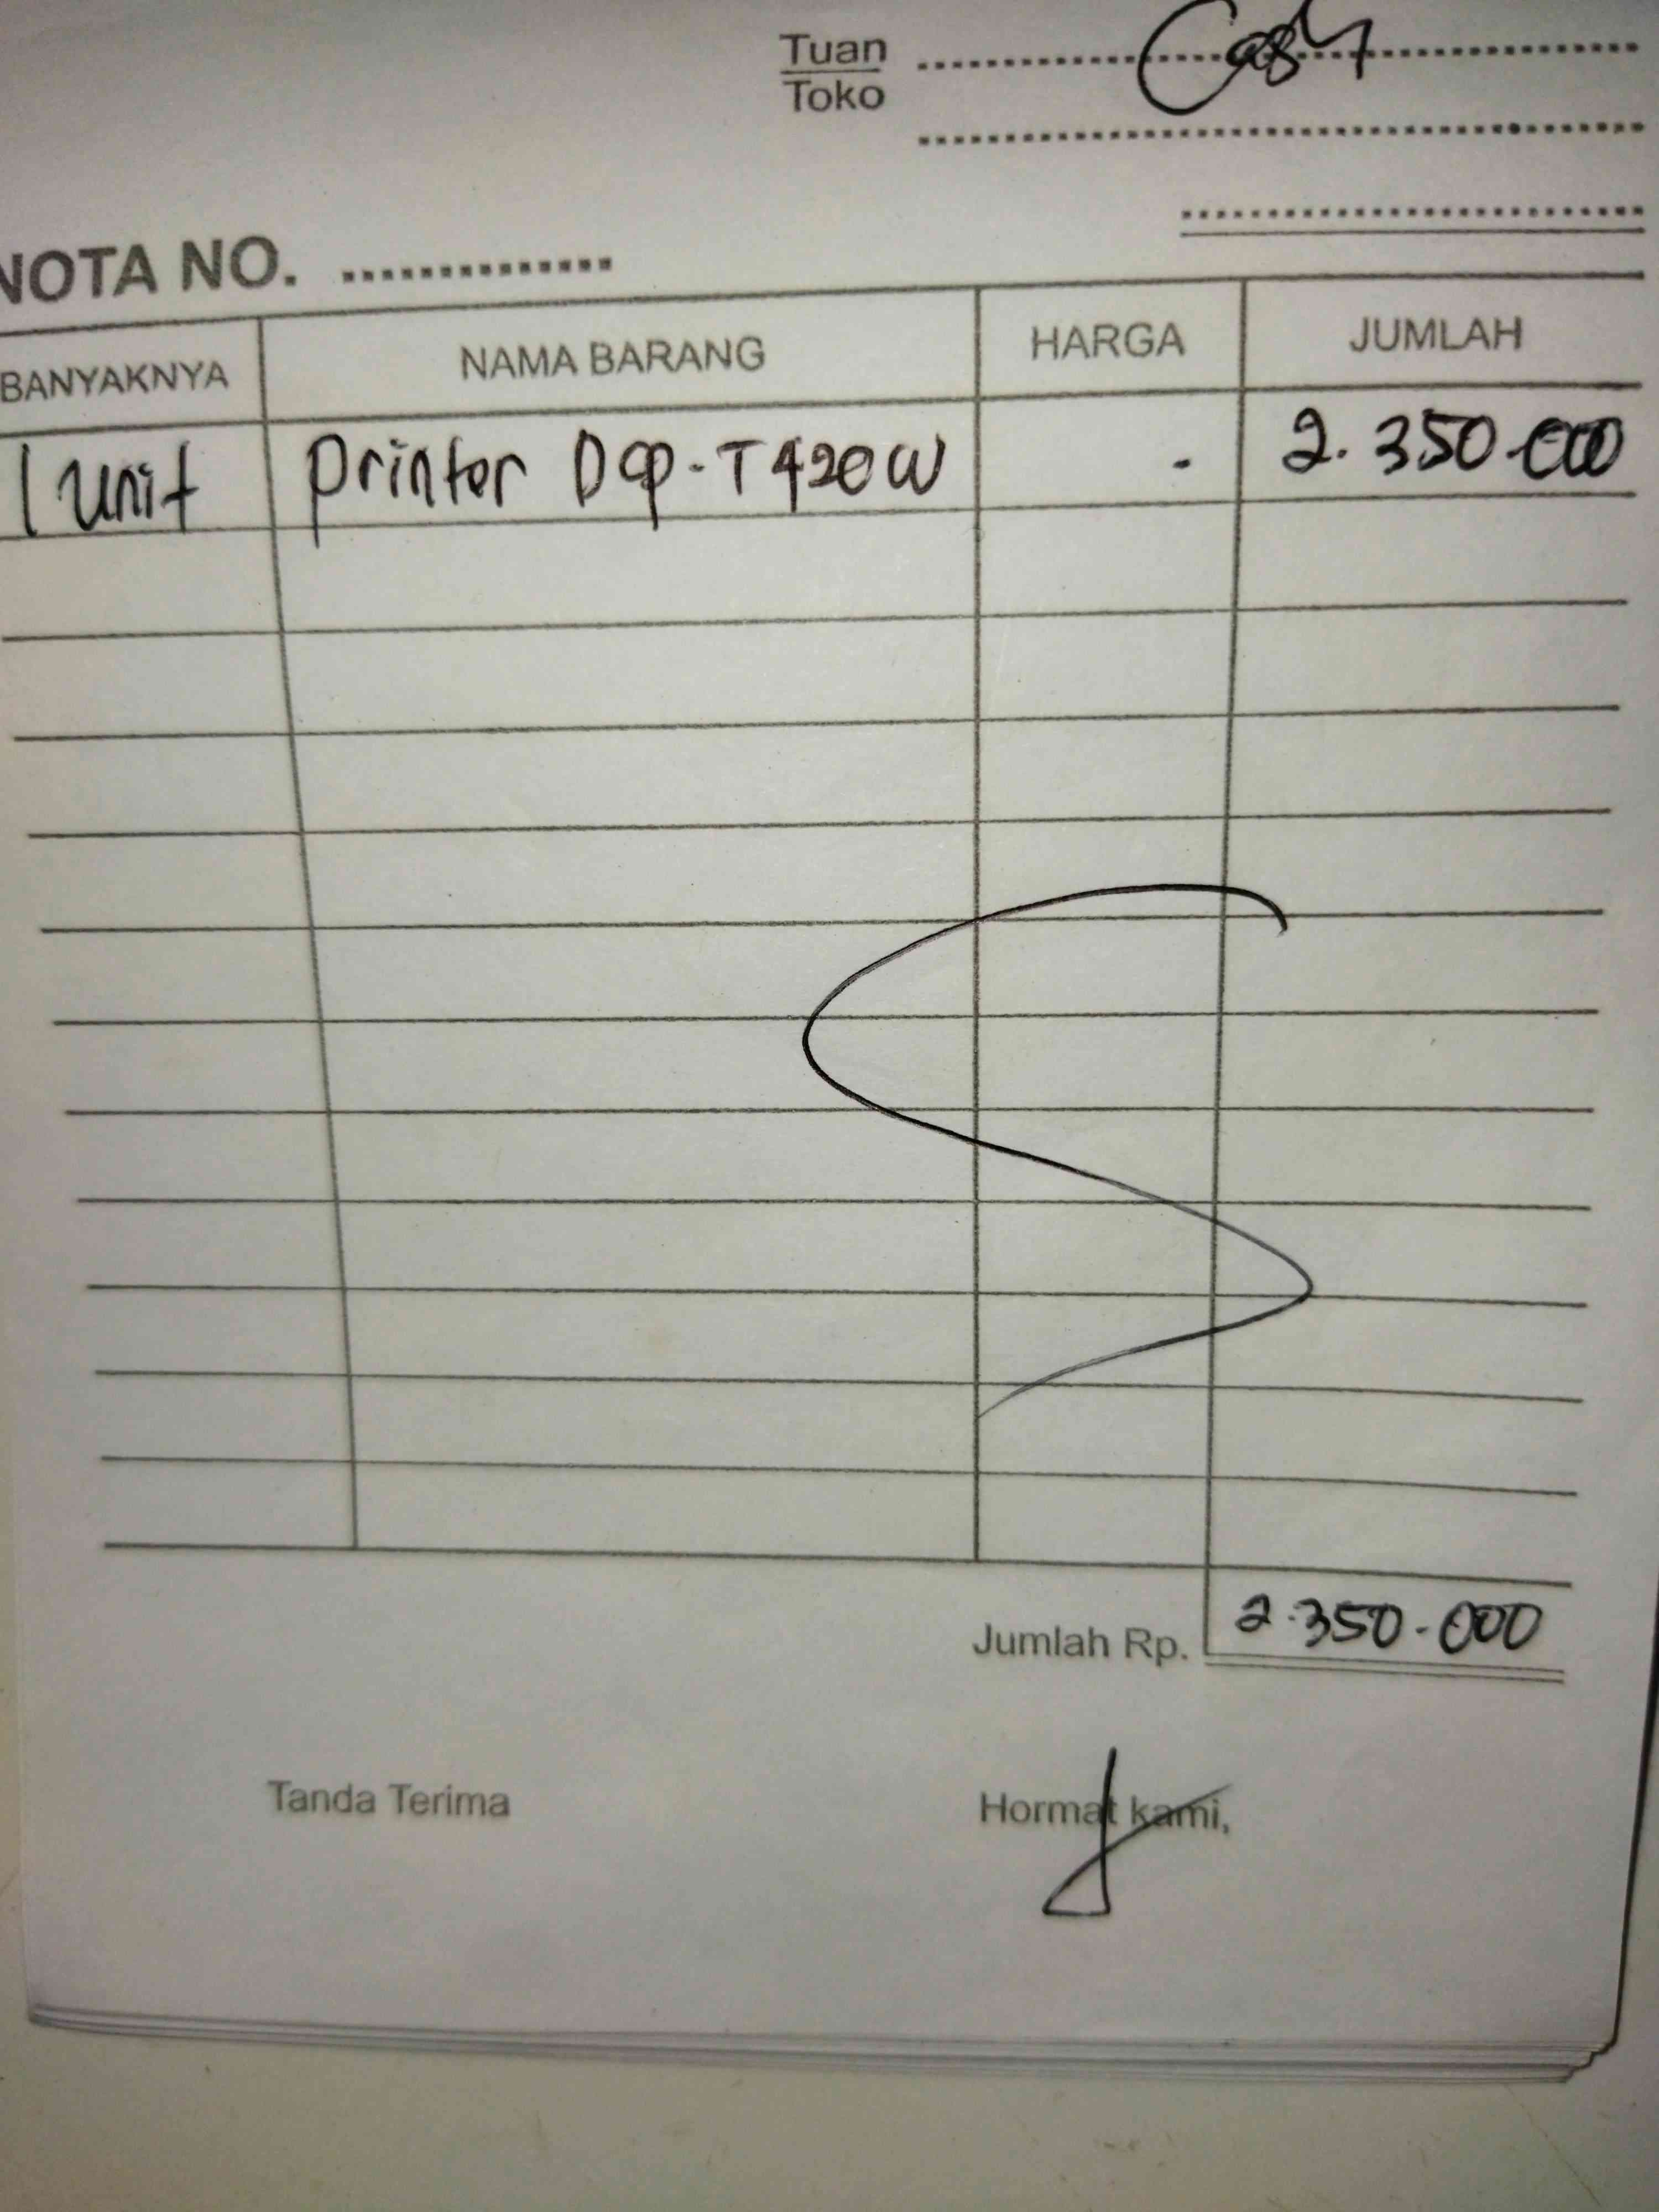 Tuan Cash
Toko
NOTA NO.
BANYAKNYA NAMA BARANG HARGA JUMLAH
1 Unit Printer Dcp-T420W - 2.350.000
Jumlah Rp. 2.350.000
Tanda Terima Hormat kami,